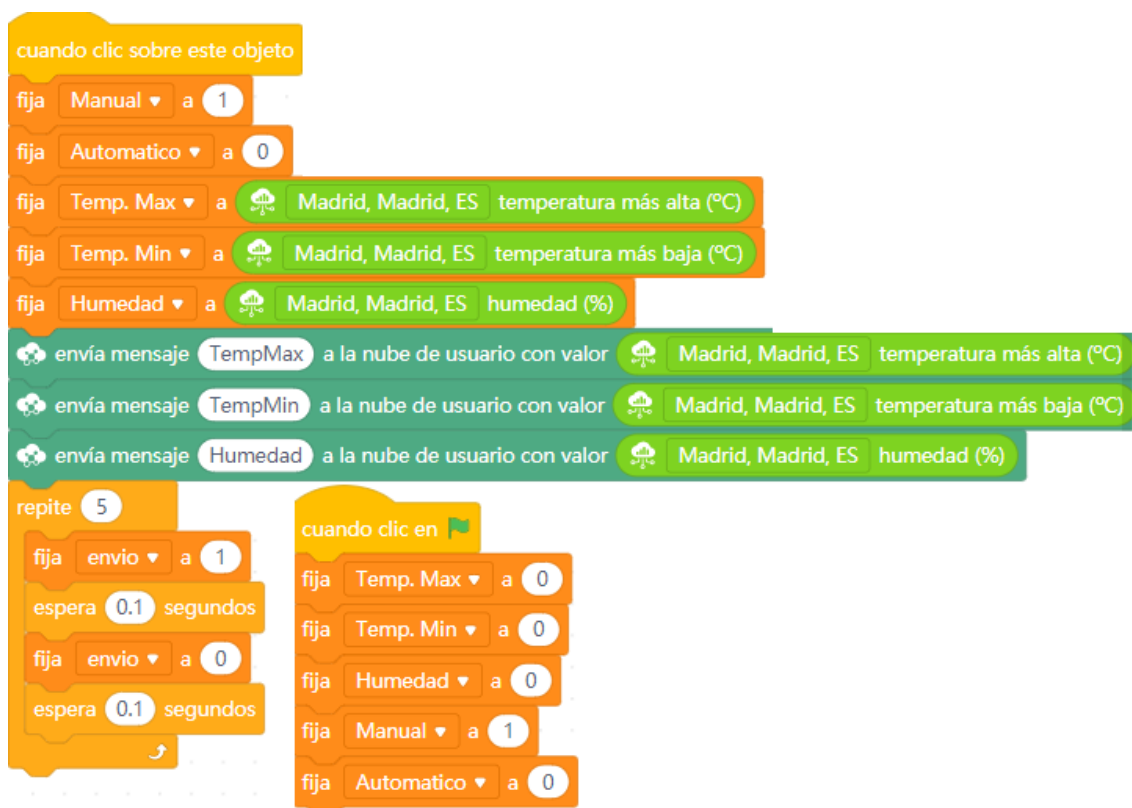 cuando clic sobre este objeto
fija Manual a 1
fija Automatico a 0
fija Temp. Max a Madrid, Madrid, ES temperatura más alta (ºC)
fija Temp. Min a Madrid, Madrid, ES temperatura más baja (ºC)
fija Humedad a Madrid, Madrid, ES humedad (%)
envía mensaje TempMax a la nube de usuario con valor Madrid, Madrid, ES temperatura más alta (ºC)
envía mensaje TempMin a la nube de usuario con valor Madrid, Madrid, ES temperatura más baja (ºC)
envía mensaje Humedad a la nube de usuario con valor Madrid, Madrid, ES humedad (%)
repite 5
fija envio a 1
espera 0.1 segundos
fija envio a 0
espera 0.1 segundos
cuando clic en
fija Temp. Max a 0
fija Temp. Min a 0
fija Humedad a 0
fija Manual a 1
fija Automatico a 0